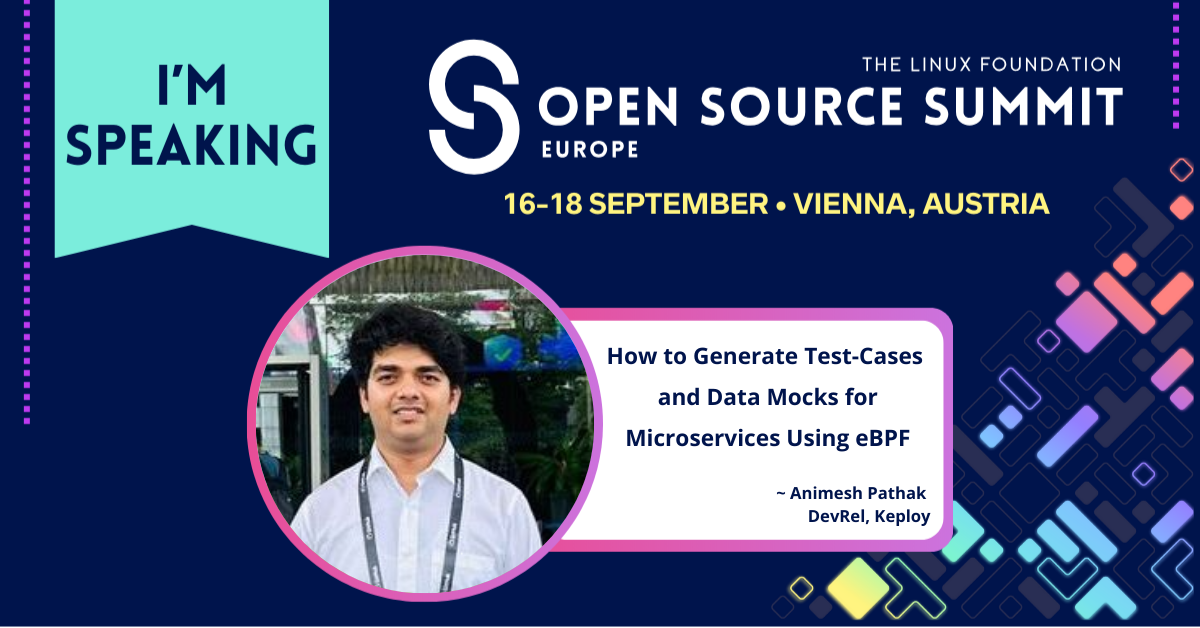 I'M
SPEAKING
THE LINUX FOUNDATION
OPEN SOURCE SUMMIT
EUROPE
16-18 SEPTEMBER • VIENNA, AUSTRIA
How to Generate Test-Cases
and Data Mocks for
Microservices Using eBPF
~ Animesh Pathak
DevRel, Keploy